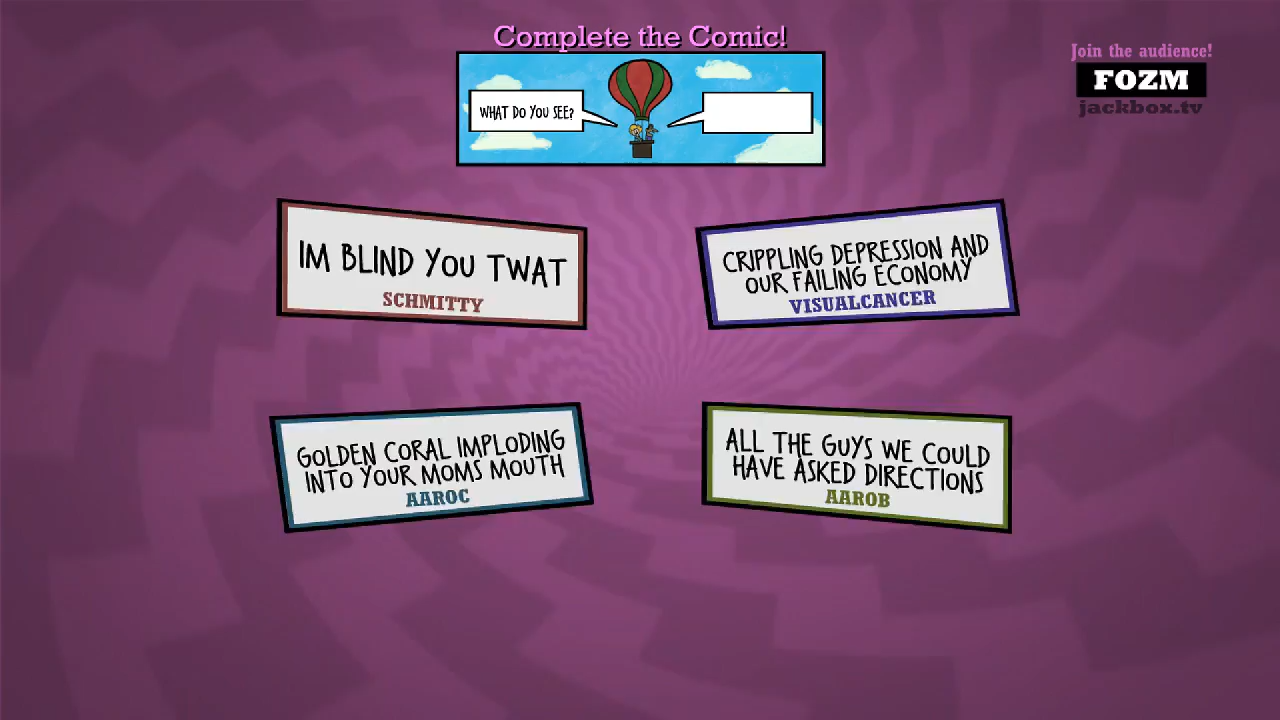 Complete the Comic!
Join the audience!
FOZM
jackbox.tv
WHAT DO YOU SEE?
IM BLIND YOU TWAT
SCHMITTY
CRIPPLING DEPRESSION AND
OUR FAILING ECONOMY
VISUALCANCER
GOLDEN CORAL IMPLODING
INTO YOUR MOMS MOUTH
AAROC
ALL THE GUYS WE COULD
HAVE ASKED DIRECTIONS
AAROB